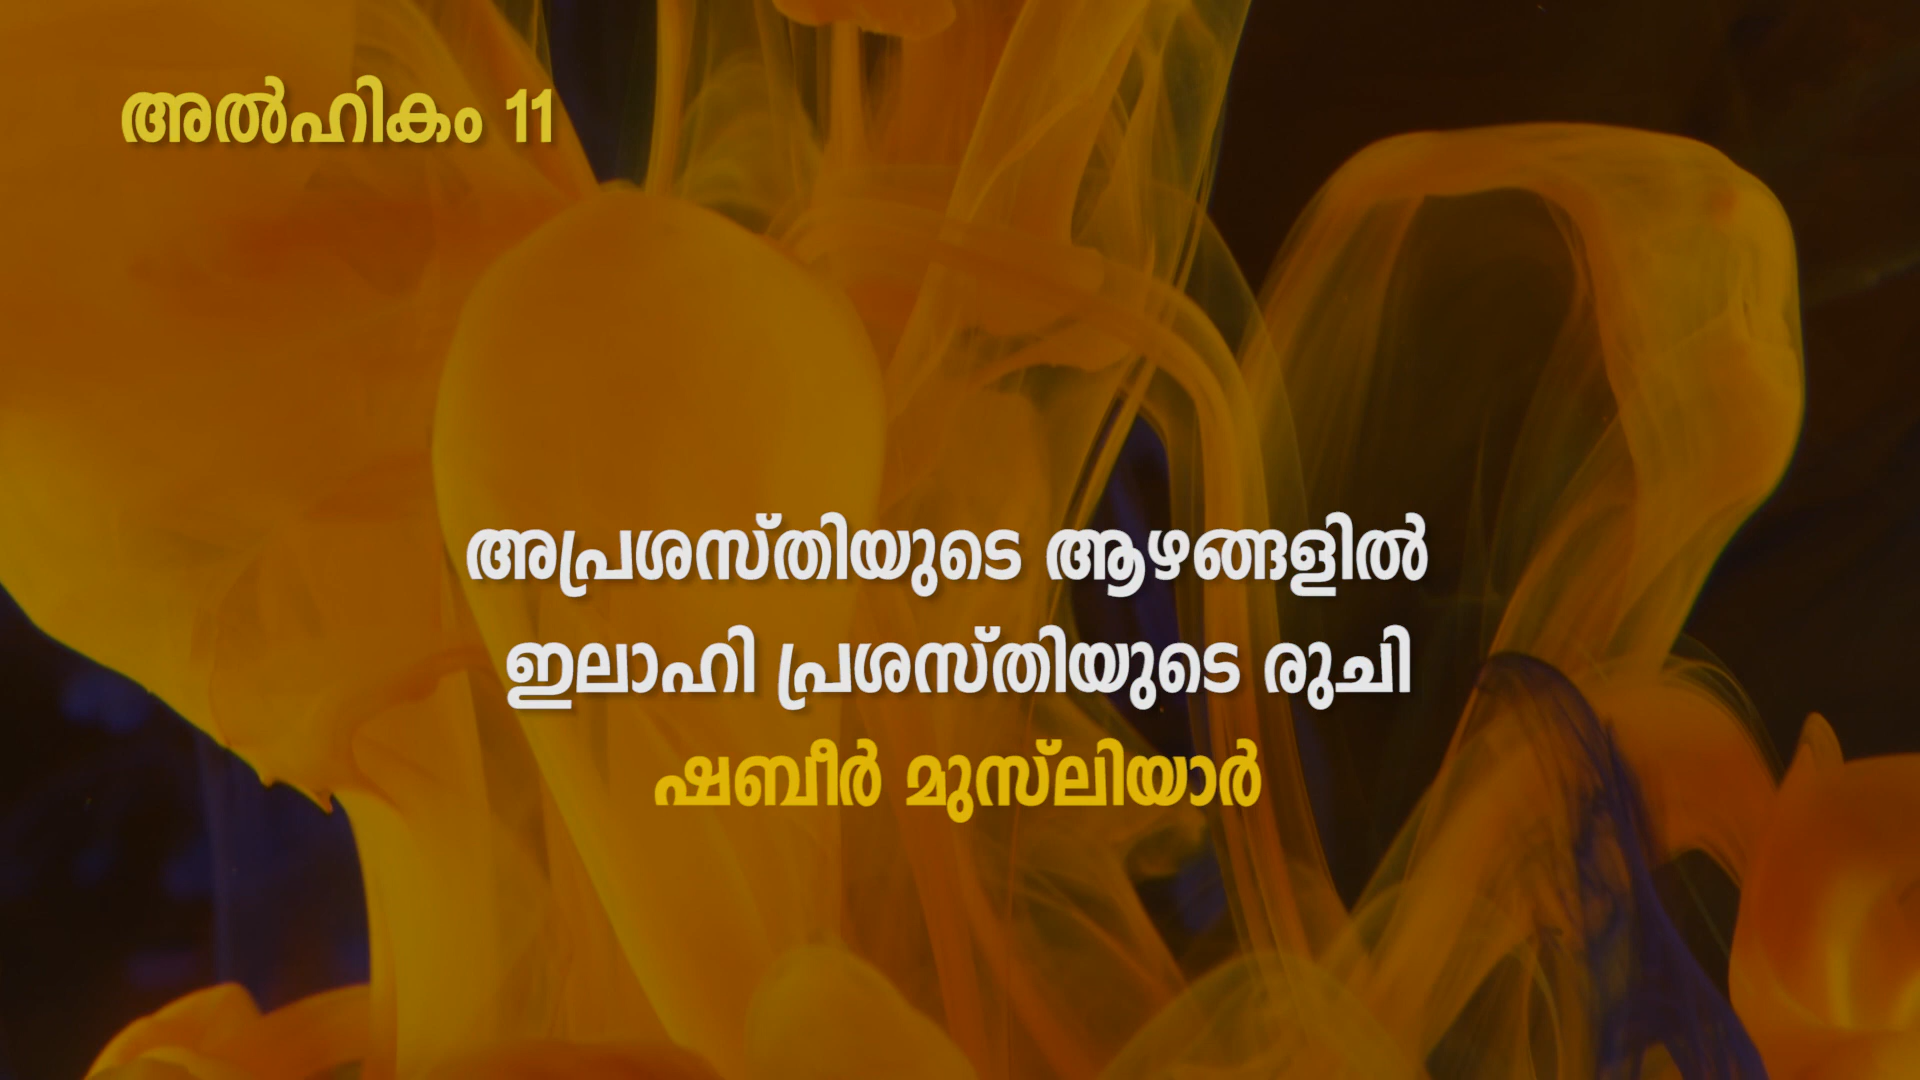 അൽഹികം 11
അപ്രശസ്തിയുടെ ആഴങ്ങളിൽ
ഇലാഹി പ്രശസ്തിയുടെ രുചി
ഷബീർ മുസ്‌ലിയാർ